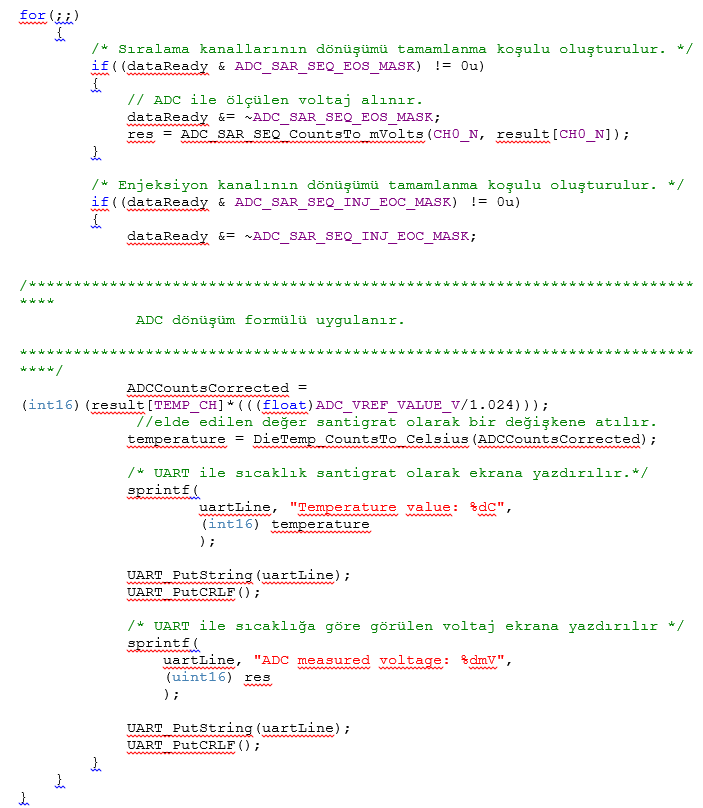 for(;;)
{
/* Sıralama kanallarının dönüşümü tamamlanma koşulu oluşturulur. */
if((dataReady & ADC_SAR_SEQ_EOS_MASK) != 0u)
{
// ADC ile ölçülen voltaj alınır.
dataReady &= ~ADC_SAR_SEQ_EOS_MASK;
res = ADC_SAR_SEQ_CountsTo_mVolts(CH0_N, result[CH0_N]);
}
/* Enjeksiyon kanalının dönüşümü tamamlanma koşulu oluşturulur. */
if((dataReady & ADC_SAR_SEQ_INJ_EOC_MASK) != 0u)
{
dataReady &= ~ADC_SAR_SEQ_INJ_EOC_MASK;
/***************************************************************************
****
ADC dönüşüm formülü uygulanır.
***************************************************************************
****/
ADCCountsCorrected =
(int16)(result[TEMP_CH]*(((float)ADC_VREF_VALUE_V/1.024)));
//elde edilen değer santigrat olarak bir değişkene atılır.
temperature = DieTemp_CountsTo_Celsius(ADCCountsCorrected);
/* UART ile sıcaklık santigrat olarak ekrana yazdırılır.*/
sprintf(
uartLine, "Temperature value: %dC",
(int16) temperature
);
UART_PutString(uartLine);
UART_PutCRLF();
/* UART ile sıcaklığa göre görülen voltaj ekrana yazdırılır */
sprintf(
uartLine, "ADC measured voltage: %dmV",
(uint16) res
);
UART_PutString(uartLine);
UART_PutCRLF();
}
}
}